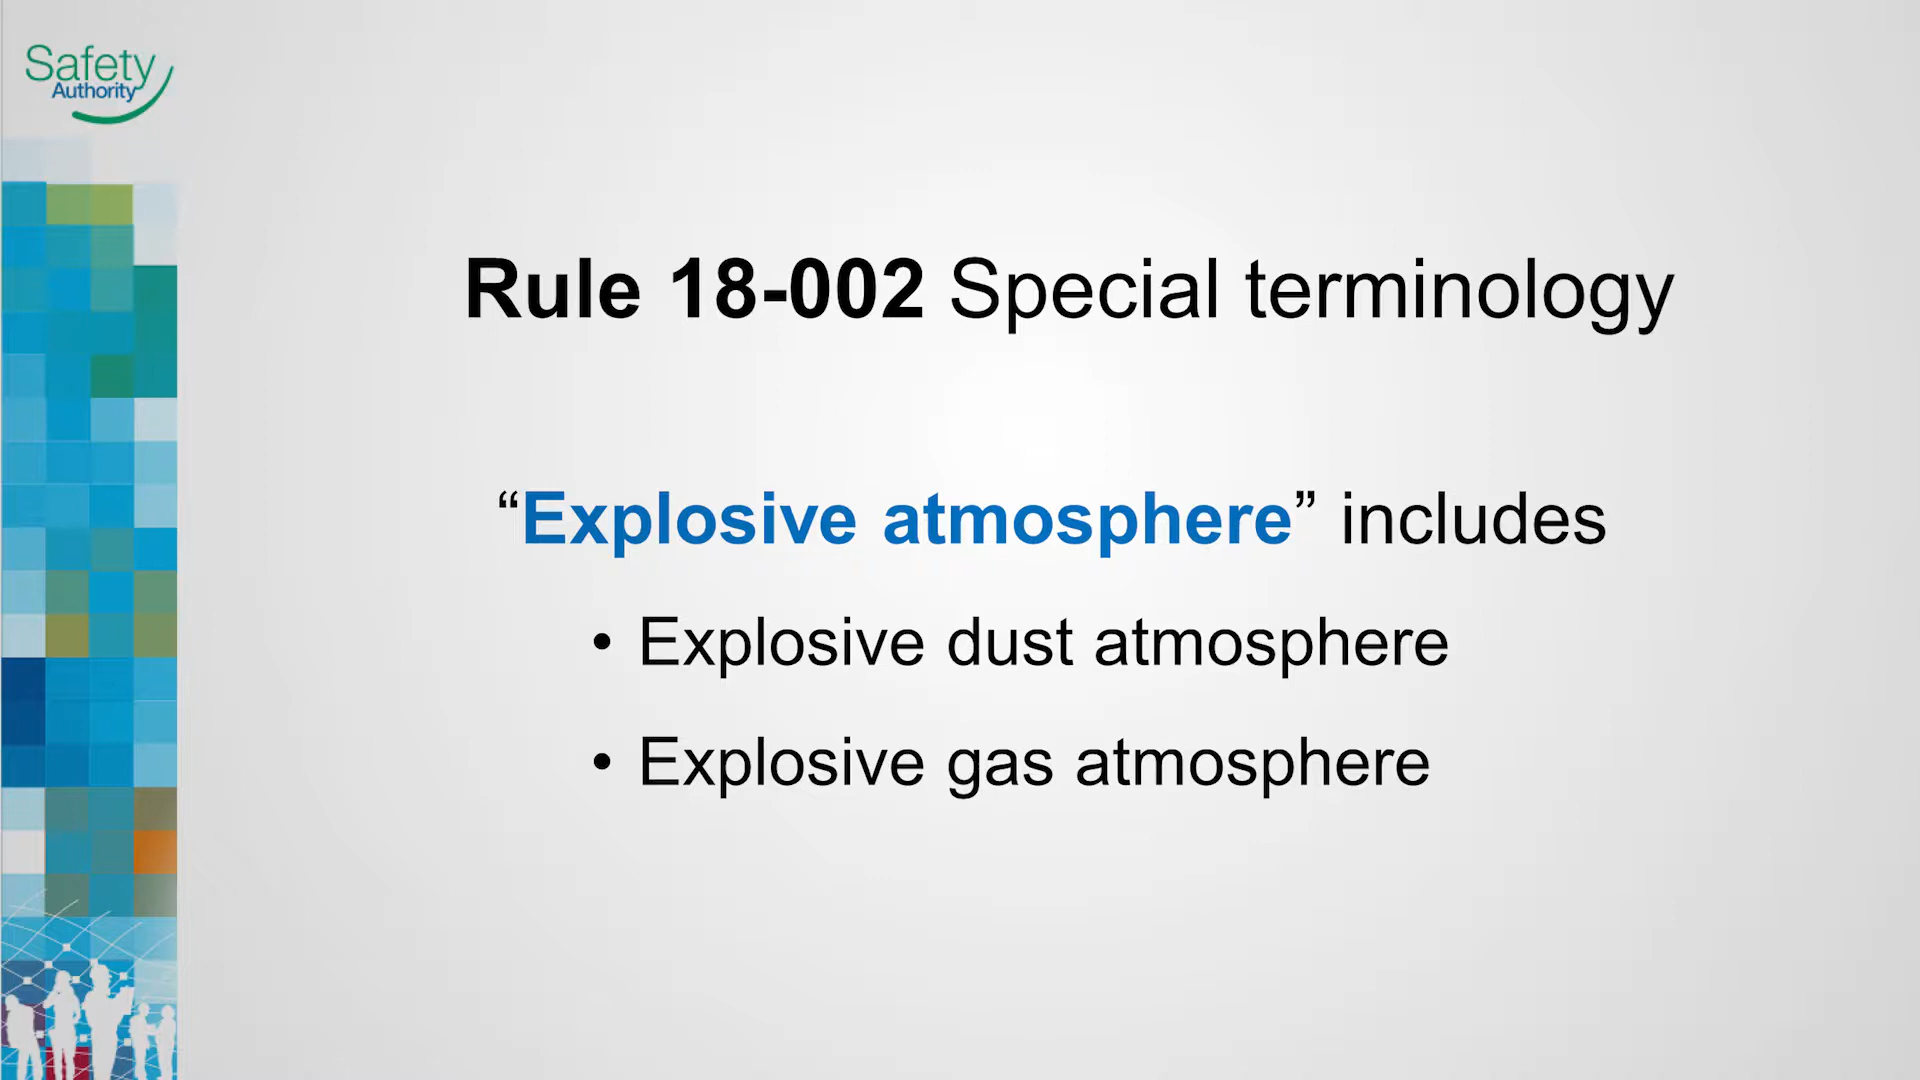 Safety
Authority
Rule 18-002 Special terminology
“Explosive atmosphere” includes
• Explosive dust atmosphere
• Explosive gas atmosphere